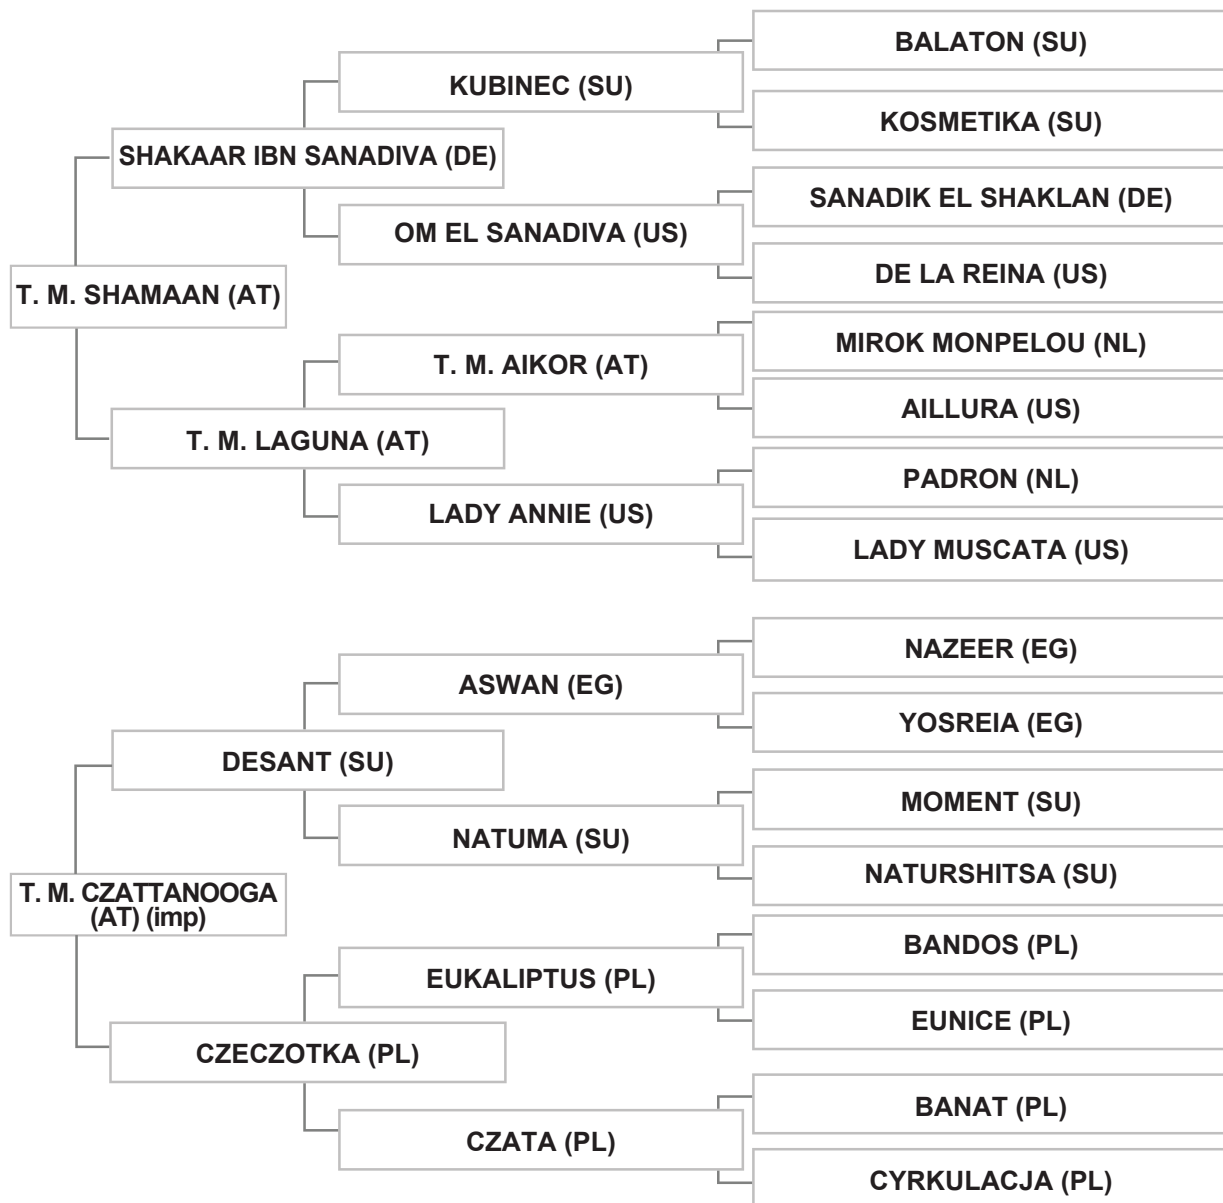 BALATON (SU)
KUBINEC (SU)
KOSMETIKA (SU)
SHAKAAR IBN SANADIVA (DE)
SANADIK EL SHAKLAN (DE)
OM EL SANADIVA (US)
DE LA REINA (US)
T. M. SHAMAAN (AT)
MIROK MONPELOU (NL)
T. M. AIKOR (AT)
AILLURA (US)
T. M. LAGUNA (AT)
PADRON (NL)
LADY ANNIE (US)
LADY MUSCATA (US)
NAZEER (EG)
ASWAN (EG)
YOSREIA (EG)
DESANT (SU)
MOMENT (SU)
NATUMA (SU)
NATURSHITSA (SU)
T. M. CZATTANOOGA
(AT) (imp)
BANDOS (PL)
EUKALIPTUS (PL)
EUNICE (PL)
CZECZOTKA (PL)
BANAT (PL)
CZATA (PL)
CYRKULACJA (PL)